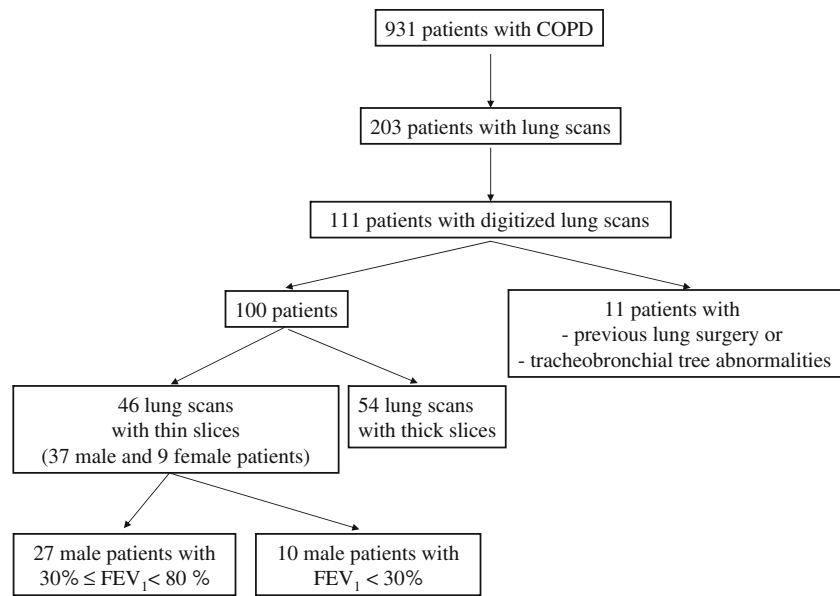 931 patients with COPD
203 patients with lung scans
111 patients with digitized lung scans
100 patients
11 patients with
- previous lung surgery or
- tracheobronchial tree abnormalities
46 lung scans
with thin slices
(37 male and 9 female patients)
54 lung scans
with thick slices
27 male patients with
30% ≤ FEV₁< 80 %
10 male patients with
FEV₁ < 30%